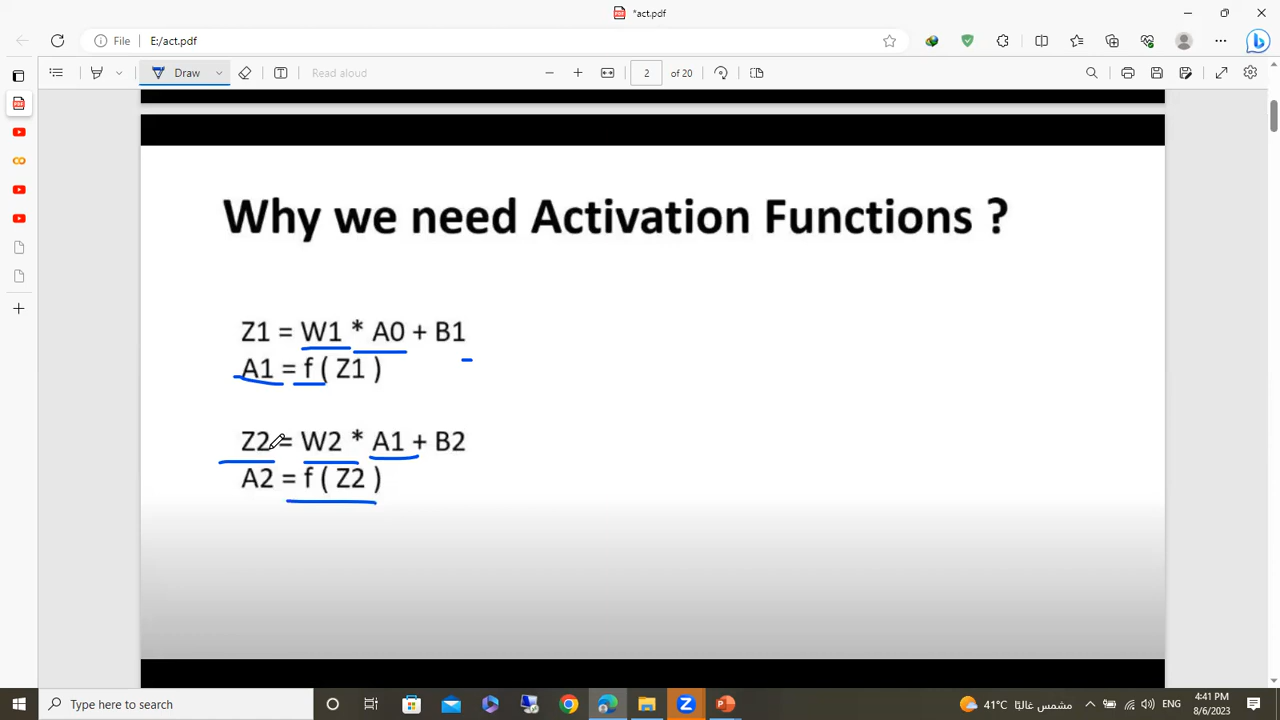 *act.pdf
File E:/act.pdf
Draw Read aloud 2 of 20
Why we need Activation Functions ?
Z1 = W1 * A0 + B1
A1 = f ( Z1 )
Z2 = W2 * A1 + B2
A2 = f ( Z2 )
Type here to search
41°C مشمس غالبًا ENG 4:41 PM
8/6/2023